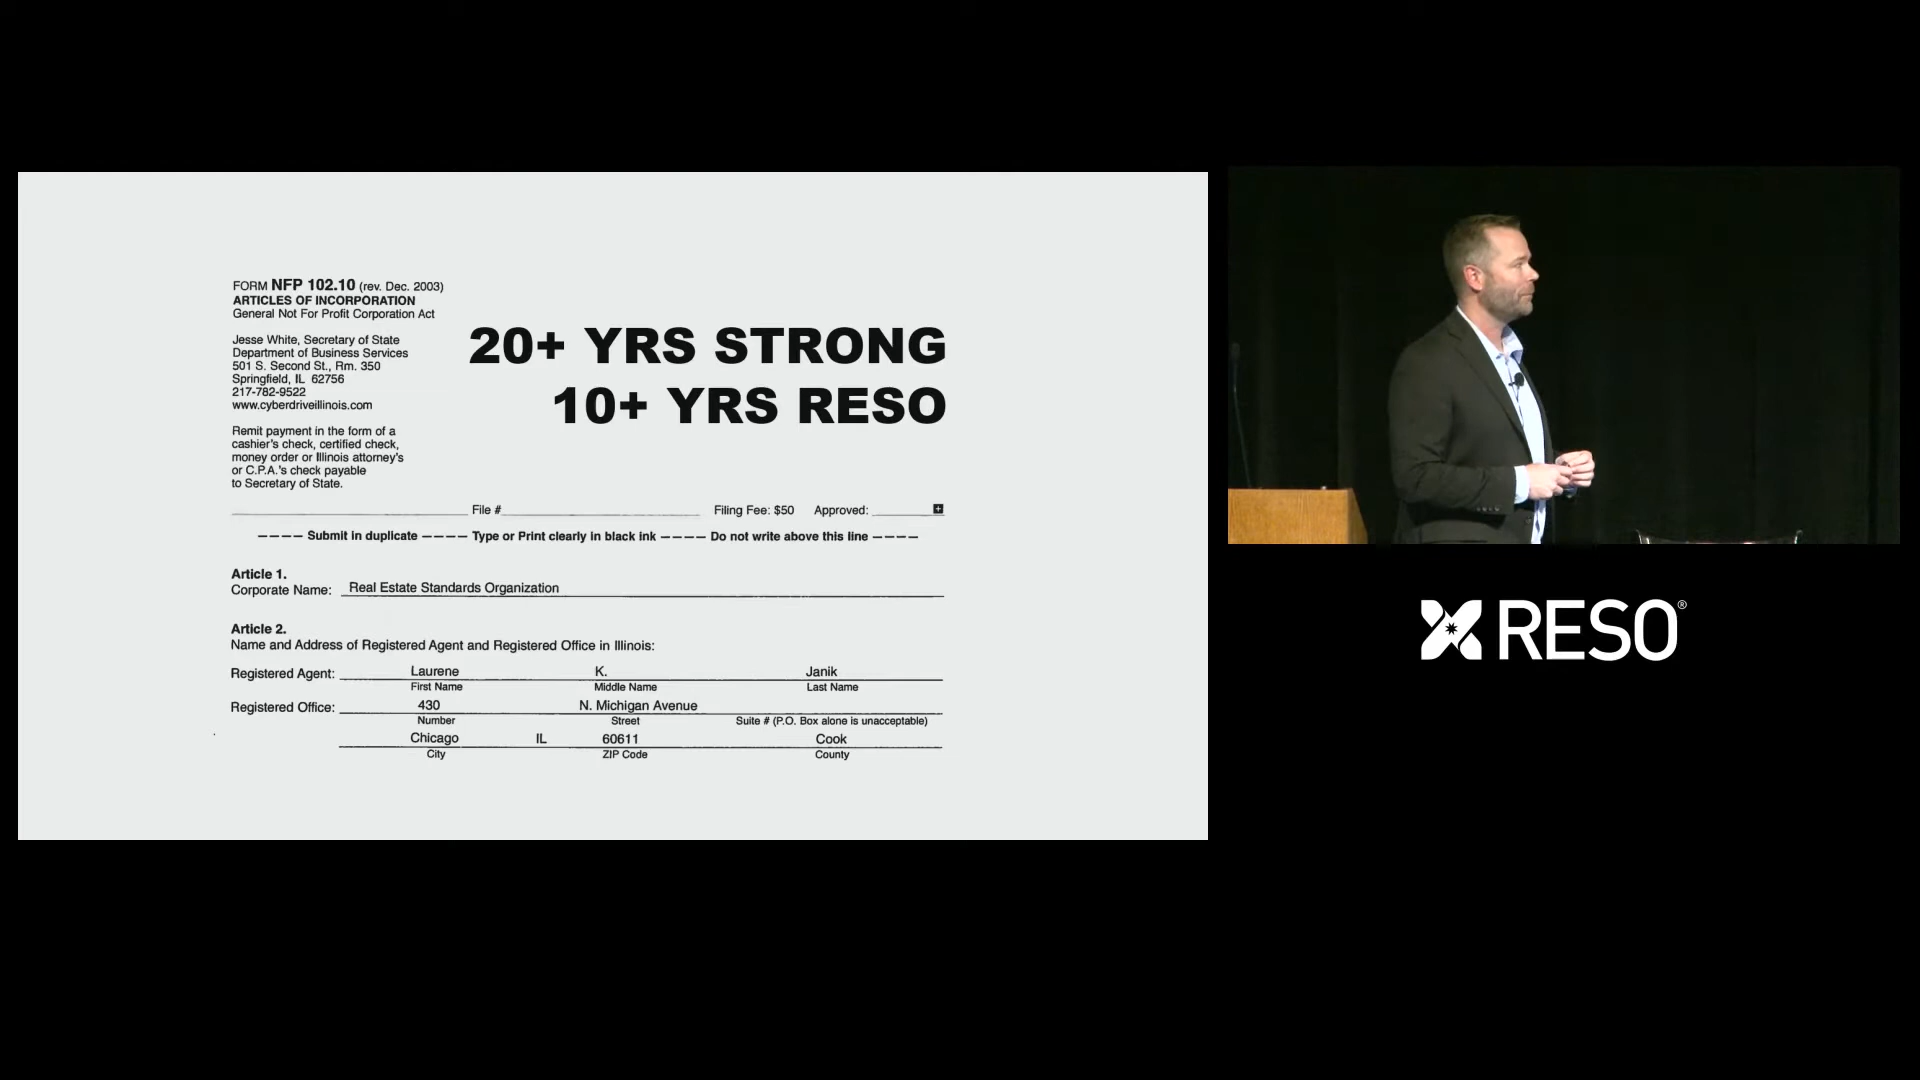 FORM NFP 102.10 (rev. Dec. 2003)
ARTICLES OF INCORPORATION
General Not For Profit Corporation Act
Jesse White, Secretary of State
Department of Business Services
501 S. Second St., Rm. 350
Springfield, IL 62756
217-782-9522
www.cyberdriveillinois.com
Remit payment in the form of a
cashier's check, certified check,
money order or Illinois attorney's
or C.P.A.'s check payable
to Secretary of State.
20+ YRS STRONG
10+ YRS RESO
File # Filing Fee: $50 Approved:
---- Submit in duplicate ---- Type or Print clearly in black ink ---- Do not write above this line ----
Article 1.
Corporate Name: Real Estate Standards Organization
Article 2.
Name and Address of Registered Agent and Registered Office in Illinois:
Registered Agent: Laurene K. Janik
First Name Middle Name Last Name
Registered Office: 430 N. Michigan Avenue
Number Street Suite # (P.O. Box alone is unacceptable)
Chicago IL 60611 Cook
City ZIP Code County
RESO®